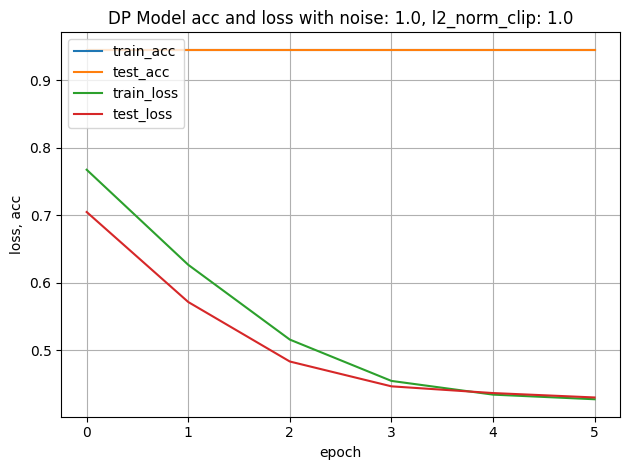 DP Model acc and loss with noise: 1.0, l2_norm_clip: 1.0
train_acc
test_acc
train_loss
test_loss
0.9
0.8
0.7
0.6
0.5
loss, acc
0 1 2 3 4 5
epoch